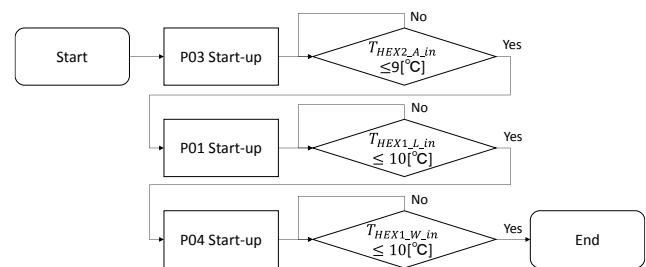 No
Start
P03 Start-up
T_HEX2_A_in
≤9[℃]
Yes
No
P01 Start-up
T_HEX1_L_in
≤ 10[℃]
Yes
No
P04 Start-up
T_HEX1_W_in
≤ 10[℃]
Yes
End